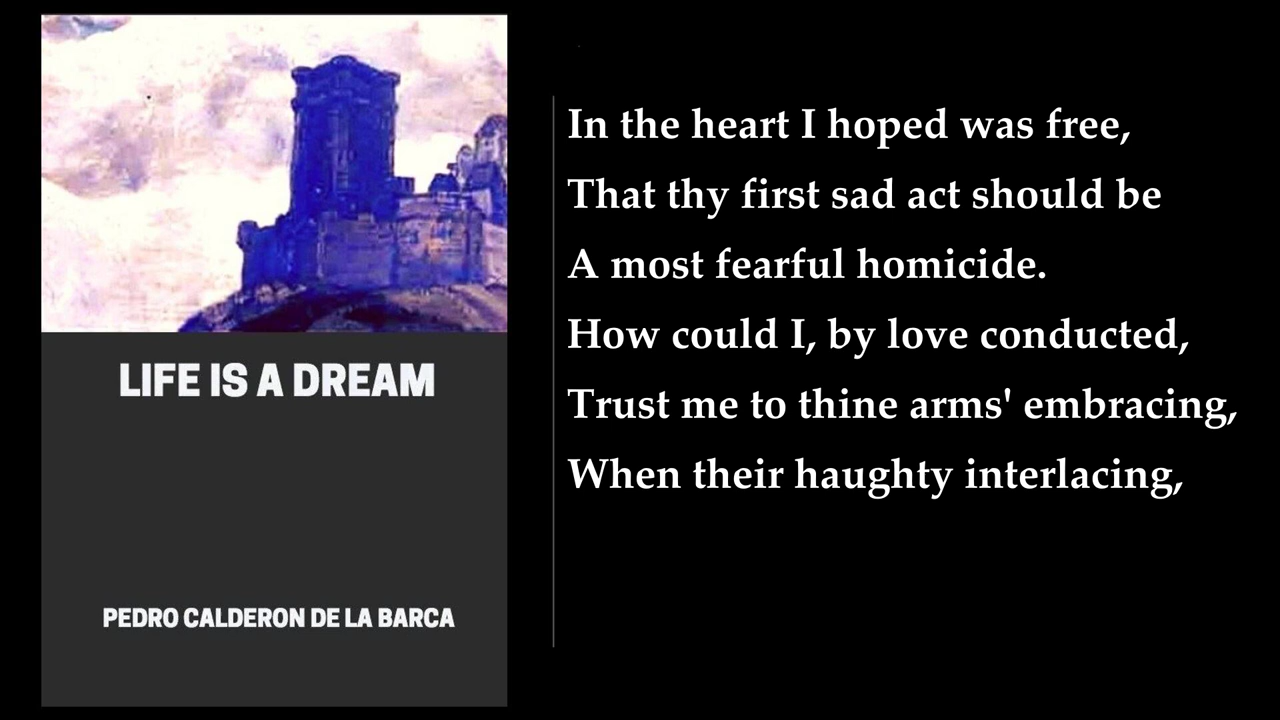 LIFE IS A DREAM
PEDRO CALDERON DE LA BARCA
In the heart I hoped was free,
That thy first sad act should be
A most fearful homicide.
How could I, by love conducted,
Trust me to thine arms' embracing,
When their haughty interlacing,